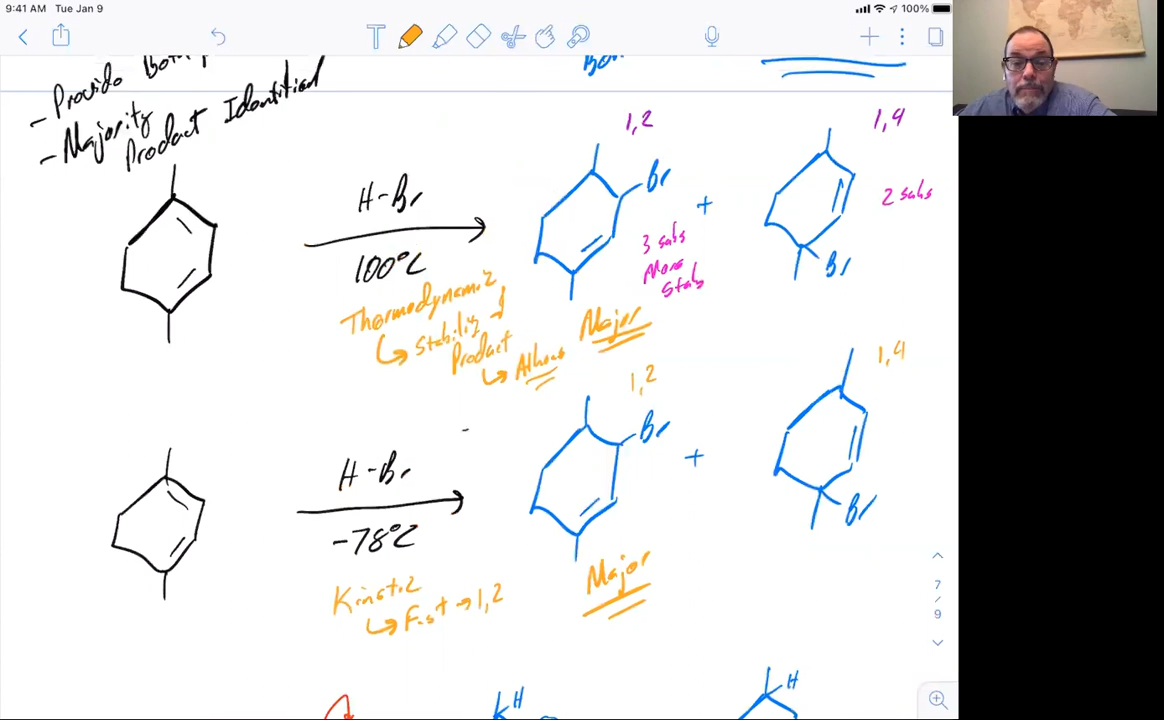 9:41 AM Tue Jan 9
100%
- Provide Both
- Majority
Product Identified
Bon
1,2
1,4
H-Br
100°C
Br
+
Br
3 subs
More
Stab
2 subs
Thermodynamic
Stability of
Product
Alkene
Major
1,2
1,4
H-Br
-78°C
Br
+
Br
Kinetic
Fast → 1,2
Major
7
/
9
H
H